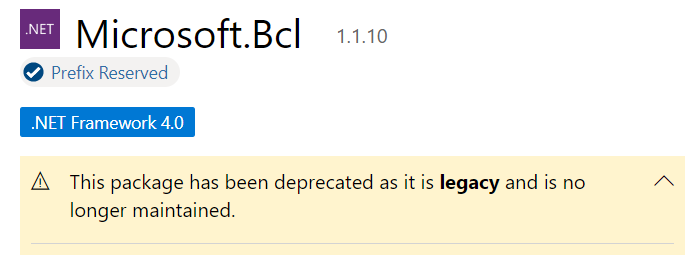 .NET
Microsoft.Bcl 1.1.10
Prefix Reserved
.NET Framework 4.0
This package has been deprecated as it is legacy and is no
longer maintained.